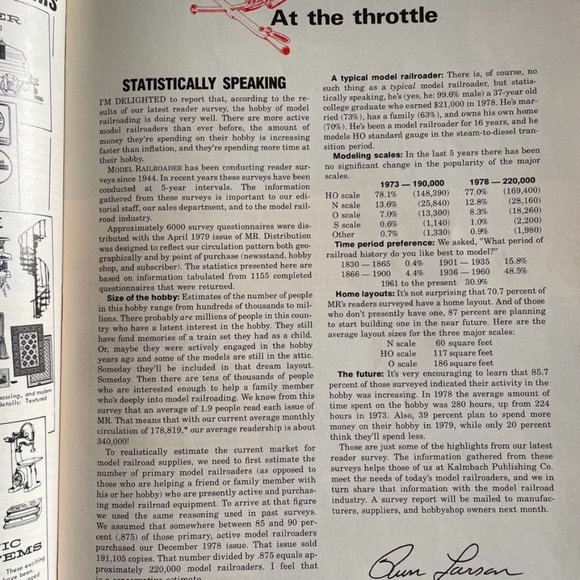 At the throttle
STATISTICALLY SPEAKING
I'M DELIGHTED to report that, according to the re-
sults of our latest reader survey, the hobby of model
railroading is doing very well. There are more active
model railroaders than ever before, the amount of
money they're spending on their hobby is increasing
faster than inflation, and they're spending more time at
their hobby.
MODEL RAILROADER has been conducting reader sur-
veys since 1944. In recent years these surveys have been
conducted at 5-year intervals. The information
gathered from these surveys is important to our edi-
torial staff, our sales department, and to the model rail-
road industry.
Approximately 6000 survey questionnaires were dis-
tributed with the April 1979 issue of MR. Distribution
was designed to reflect our circulation pattern both geo-
graphically and by point of purchase (newsstand, hobby
shop, and subscriber). The statistics presented here are
based on information tabulated from 1155 completed
questionnaires that were returned.
Size of the hobby: Estimates of the number of people
in this hobby range from hundreds of thousands to mil-
lions. There probably are millions of people in this coun-
try who have a latent interest in the hobby. They still
have fond memories of a train set they had as a child.
Or, maybe they were actively engaged in the hobby
years ago and some of the models are still in the attic.
Someday they'll be included in that dream layout.
Someday. Then there are tens of thousands of people
who are interested enough to help a family member
who's deeply into model railroading. We know from this
survey that an average of 1.9 people read each issue of
MR. That means that with our current average monthly
circulation of 178,819,* our average readership is about
340,000!
To realistically estimate the current market for
model railroad supplies, we need to first estimate the
number of primary model railroaders (as opposed to
those who are helping a friend or family member with
his or her hobby) who are presently active and purchas-
ing model railroad equipment. To arrive at that figure
we used the same reasoning used in past surveys.
We assumed that somewhere between 85 and 90 per
cent (.875) of those primary, active model railroaders
purchased our December 1978 issue. That issue sold
191,105 copies. That number divided by .875 equals ap-
proximately 220,000 model railroaders. I feel that
A typical model railroader: There is, of course, no
such thing as a typical model railroader, but statis-
tically speaking, he's (yes, he: 99.6% male) a 37-year old
college graduate who earned $21,000 in 1978. He's mar-
ried (73%), has a family (63%), and owns his own home
(70%). He's been a model railroader for 16 years, and he
models HO standard gauge in the steam-to-diesel tran-
sition period.
Modeling scales: In the last 5 years there has been
no significant change in the popularity of the major
scales.
1973 — 190,000 1978 — 220,000
HO scale 78.1% (148,390) 77.0% (169,400)
N scale 13.6% (25,840) 12.8% (28,160)
O scale 7.0% (13,300) 8.3% (18,260)
S scale 0.6% (1,140) 1.0% (2,200)
Other 0.7% (1,330) 0.9% (1,980)
Time period preference: We asked, "What period of
railroad history do you like best to model?"
1830 — 1865 0.4% 1901 — 1935 15.8%
1866 — 1900 4.4% 1936 — 1960 48.5%
1961 to the present 30.9%
Home layouts: It's not surprising that 70.7 percent of
MR's readers surveyed have a home layout. And of those
who don't presently have one, 87 percent are planning
to start building one in the near future. Here are the
average layout sizes for the three major scales:
N scale 60 square feet
HO scale 117 square feet
O scale 186 square feet
The future: It's very encouraging to learn that 85.7
percent of those surveyed indicated their activity in the
hobby was increasing. In 1978 the average amount of
time spent on the hobby was 280 hours, up from 224
hours in 1973. Also, 39 percent plan to spend more
money on their hobby in 1979, while only 20 percent
think they'll spend less.
Those are just some of the highlights from our latest
reader survey. The information gathered from these
surveys helps those of us at Kalmbach Publishing Co.
meet the needs of today's model railroaders, and we in
turn share that information with the model railroad
industry. A survey report will be mailed to manufac-
turers, suppliers, and hobbyshop owners next month.
Russ Larson
ossing, and modern
details: Textured
TIC
TEMS
These exciting
have been